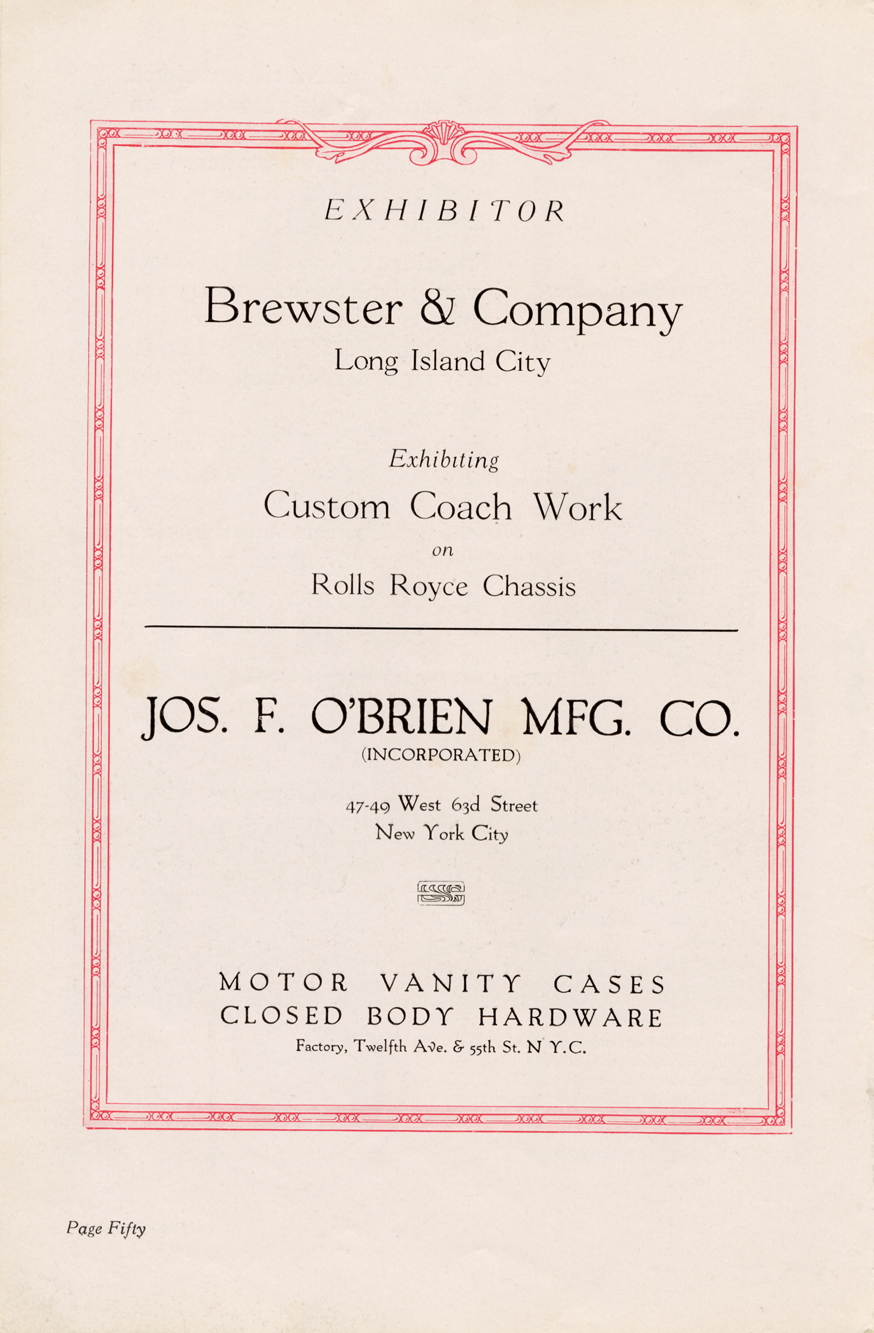 EXHIBITOR
Brewster & Company
Long Island City
Exhibiting
Custom Coach Work
on
Rolls Royce Chassis
JOS. F. O'BRIEN MFG. CO.
(INCORPORATED)
47-49 West 63d Street
New York City
MOTOR VANITY CASES
CLOSED BODY HARDWARE
Factory, Twelfth Ave. & 55th St. N Y.C.
Page Fifty